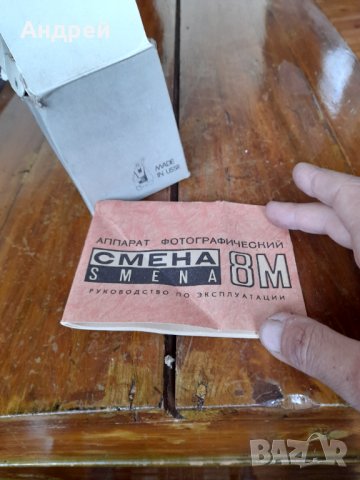 Андрей
MADE
IN USSR
АППАРАТ ФОТОГРАФИЧЕСКИЙ
СМЕНА 8М
SMENA
РУКОВОДСТВО ПО ЭКСПЛУАТАЦИИ
BAZAR